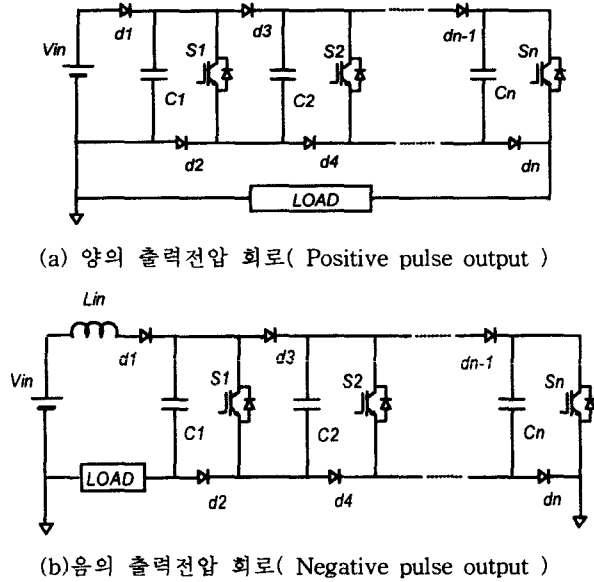 d1 d3 dn-1
Vin S1 S2 Sn
C1 C2 Cn
d2 d4 dn
LOAD
(a) 양의 출력전압 회로( Positive pulse output )
Lin
d1 d3 dn-1
Vin S1 S2 Sn
C1 C2 Cn
LOAD
d2 d4 dn
(b)음의 출력전압 회로( Negative pulse output )